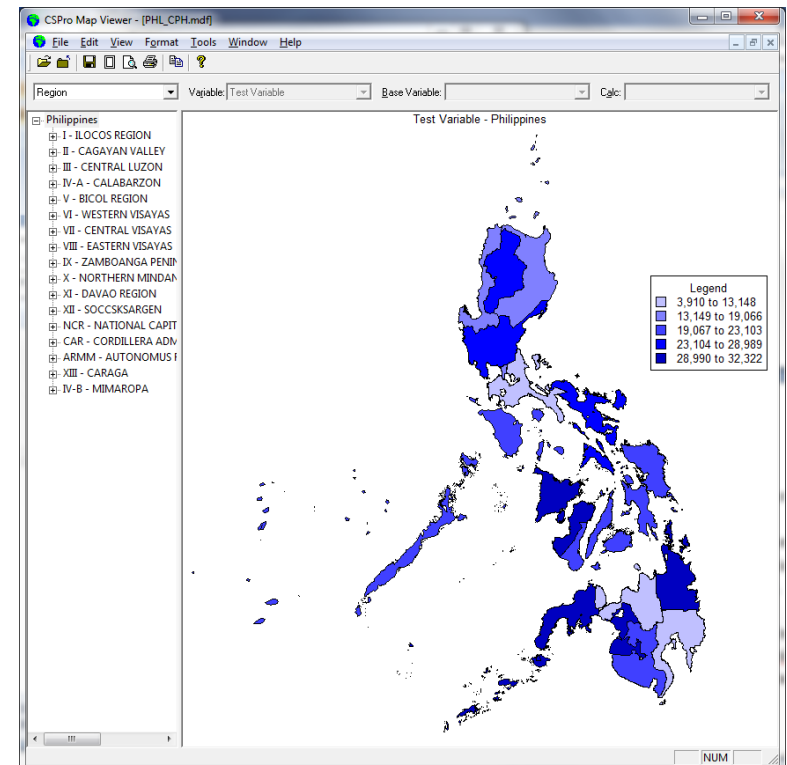 CSPro Map Viewer - [PHL_CPH.mdf]
File Edit View Format Tools Window Help
Region Variable: Test Variable Base Variable: Calc:
Test Variable - Philippines
Philippines
I - ILOCOS REGION
II - CAGAYAN VALLEY
III - CENTRAL LUZON
IV-A - CALABARZON
V - BICOL REGION
VI - WESTERN VISAYAS
VII - CENTRAL VISAYAS
VIII - EASTERN VISAYAS
IX - ZAMBOANGA PENIN
X - NORTHERN MINDAN
XI - DAVAO REGION
XII - SOCCSKSARGEN
NCR - NATIONAL CAPIT
CAR - CORDILLERA ADM
ARMM - AUTONOMUS F
XIII - CARAGA
IV-B - MIMAROPA
Legend
3,910 to 13,148
13,149 to 19,066
19,067 to 23,103
23,104 to 28,989
28,990 to 32,322
NUM